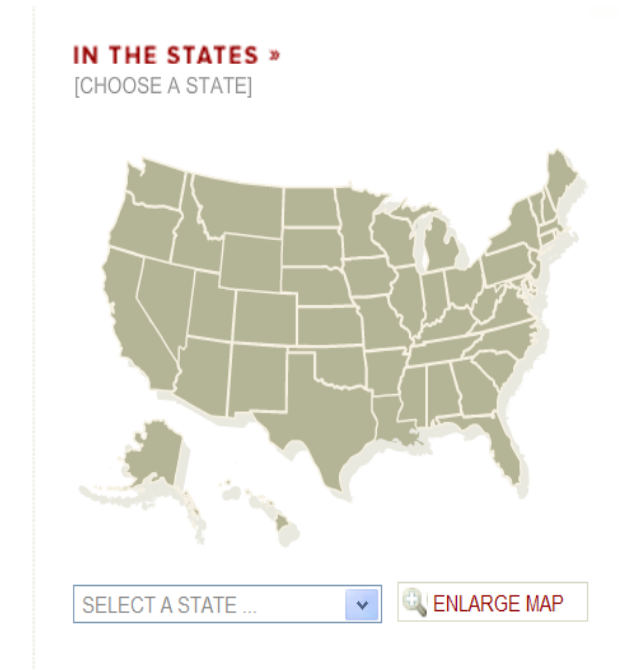 IN THE STATES »
[CHOOSE A STATE]
SELECT A STATE ...
ENLARGE MAP